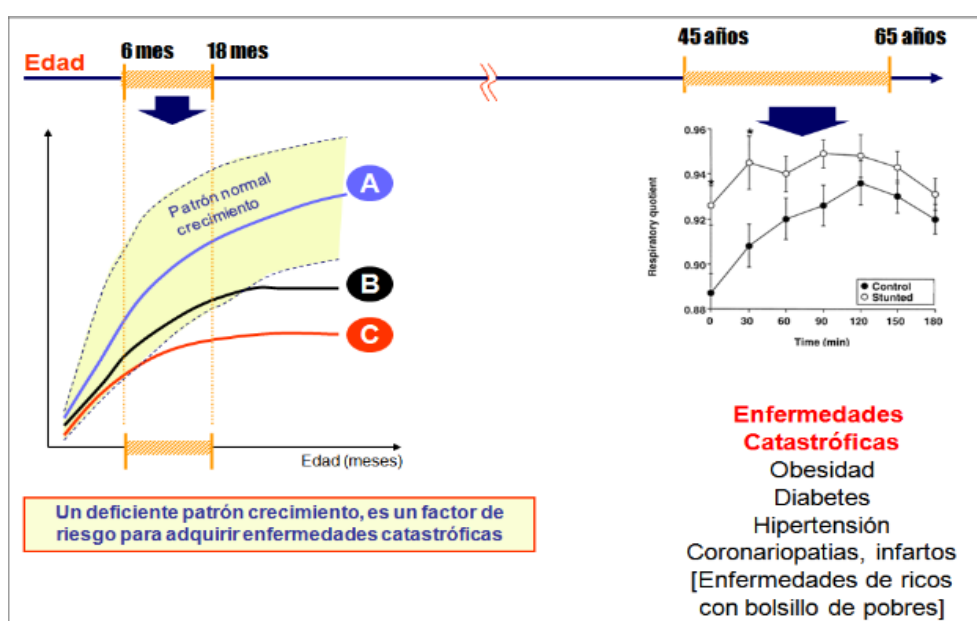 Edad
6 mes
18 mes
45 años
65 años
Patrón normal
crecimiento
A
B
C
Edad (meses)
Un deficiente patrón crecimiento, es un factor de
riesgo para adquirir enfermedades catastróficas
0.96
0.94
0.92
0.90
0.88
Respiratory quotient
*
*
Control
Stunted
0 30 60 90 120 150 180
Time (min)
Enfermedades
Catastróficas
Obesidad
Diabetes
Hipertensión
Coronariopatias, infartos
[Enfermedades de ricos
con bolsillo de pobres]